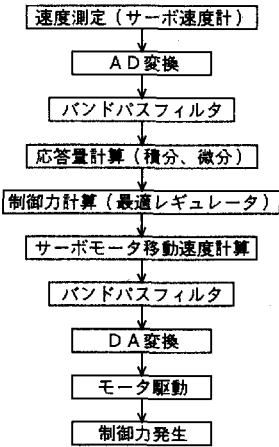 速度測定（サーボ速度計）
ＡＤ変換
バンドパスフィルタ
応答量計算（積分、微分）
制御力計算（最適レギュレータ）
サーボモータ移動速度計算
バンドパスフィルタ
ＤＡ変換
モータ駆動
制御力発生